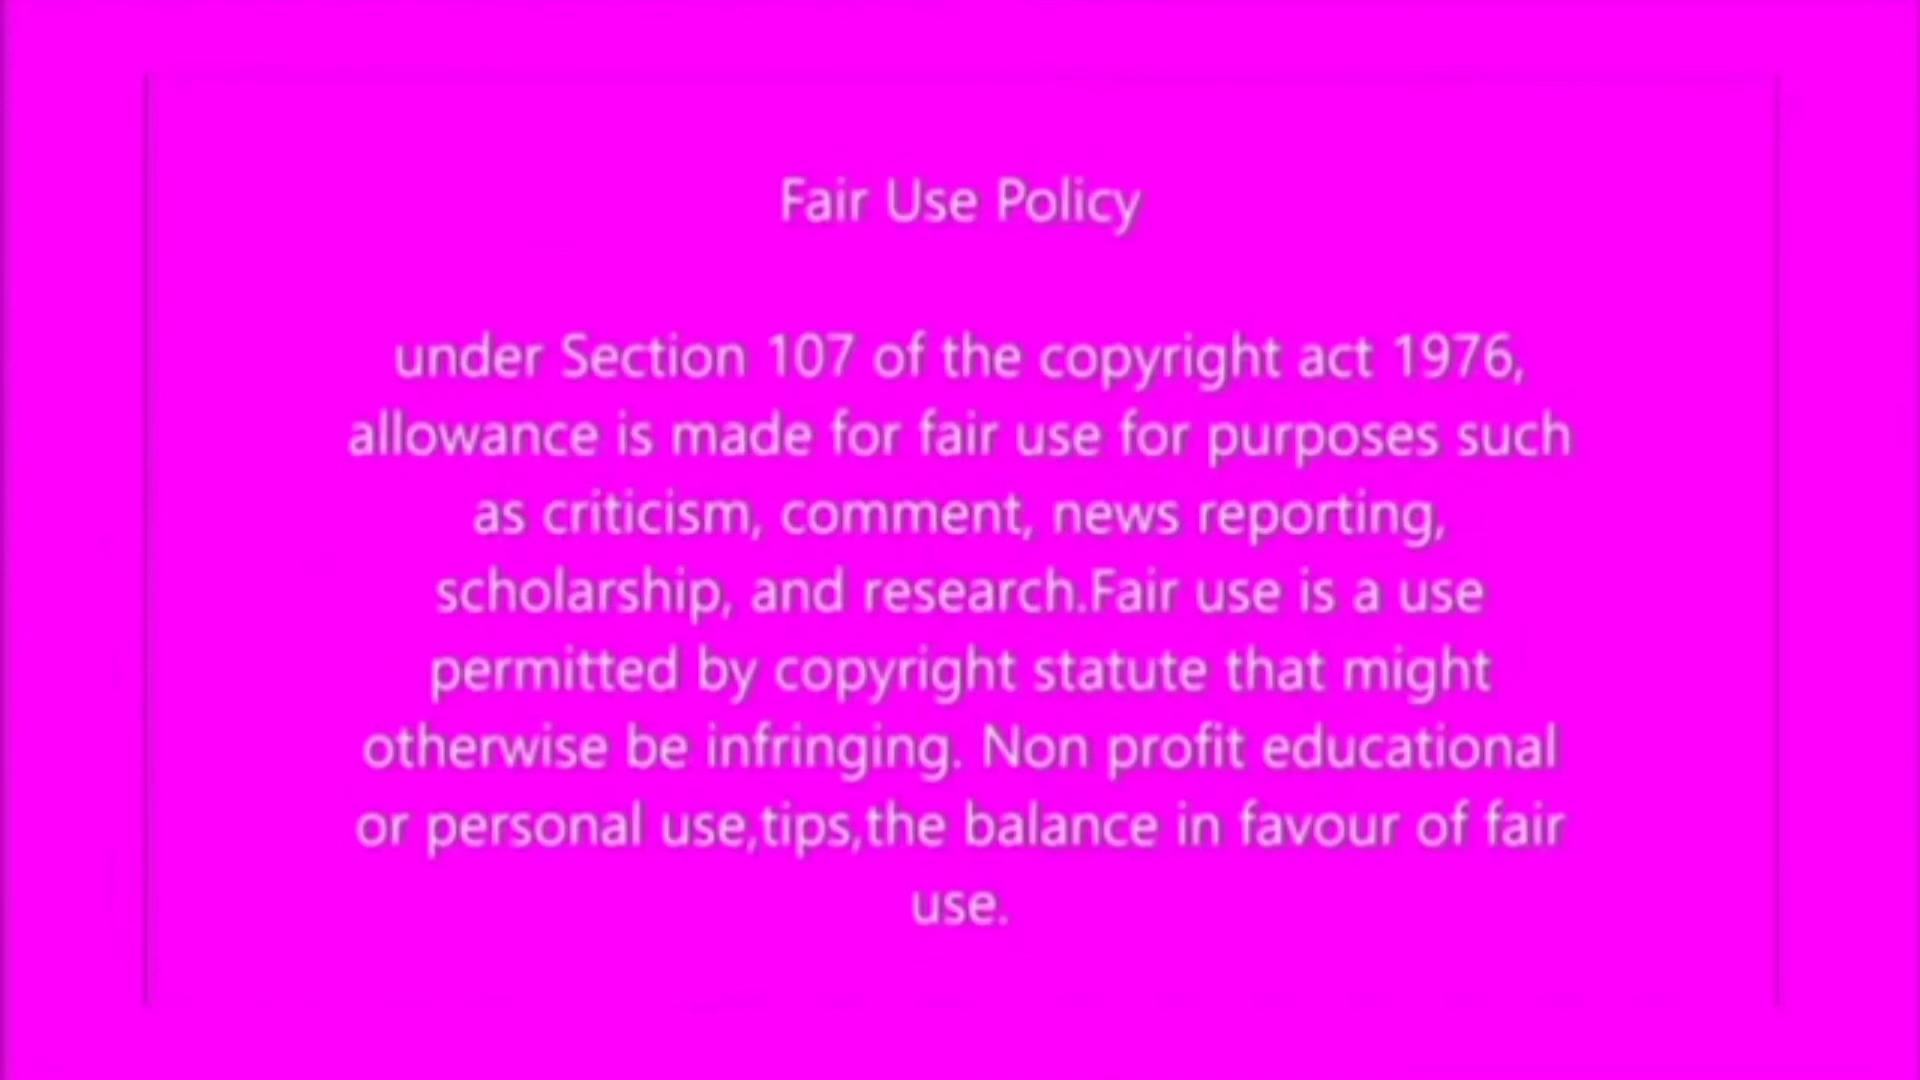 Fair Use Policy
under Section 107 of the copyright act 1976,
allowance is made for fair use for purposes such
as criticism, comment, news reporting,
scholarship, and research.Fair use is a use
permitted by copyright statute that might
otherwise be infringing. Non profit educational
or personal use,tips,the balance in favour of fair
use.